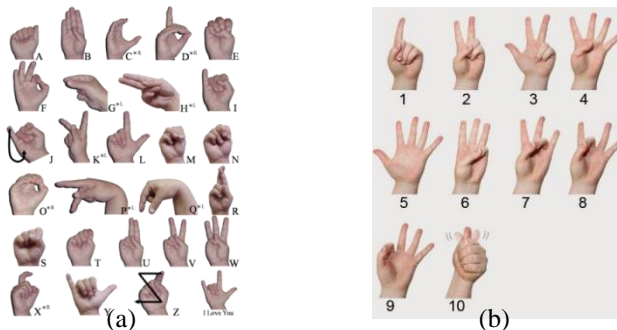 A B C*R D*R E
F G*L H*L I
J K*L L M N
O*R P*L Q*L R
S T U V W
X*R Y Z I Love You
(a)
1 2 3 4
5 6 7 8
9 10
(b)